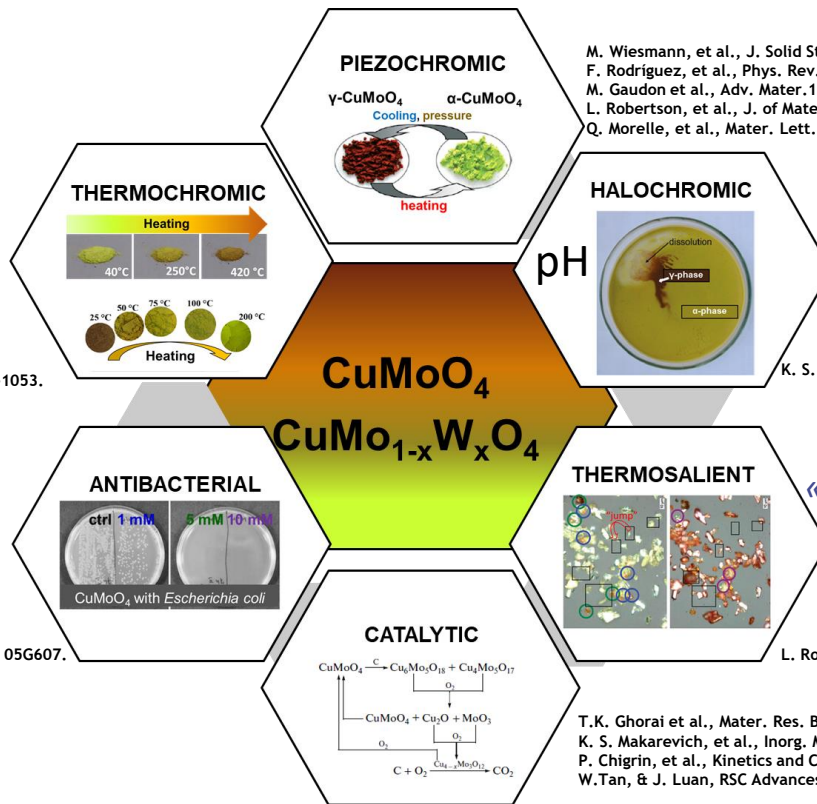 PIEZOCHROMIC
γ-CuMoO₄ α-CuMoO₄
Cooling, pressure
heating
M. Wiesmann, et al., J. Solid St
F. Rodríguez, et al., Phys. Rev.
M. Gaudon et al., Adv. Mater.1
L. Robertson, et al., J. of Mate
Q. Morelle, et al., Mater. Lett.
THERMOCHROMIC
Heating
40°C 250°C 420 °C
25 °C 50 °C 75 °C 100 °C 200 °C
Heating
1053.
HALOCHROMIC
pH
dissolution
γ-phase
α-phase
K. S.
CuMoO₄
CuMo₁₋ₓWₓO₄
ANTIBACTERIAL
ctrl 1 mM 5 mM 10 mM
CuMoO₄ with Escherichia coli
05G607.
THERMOSALIENT
"jump"
«
L. Ro
CATALYTIC
CuMoO₄ C Cu₆Mo₅O₁₈ + Cu₄Mo₅O₁₇
O₂
CuMoO₄ + Cu₂O + MoO₃
O₂ O₂
Cu₄₋ₓMo₃O₁₂
C + O₂ CO₂
T.K. Ghorai et al., Mater. Res. B
K. S. Makarevich, et al., Inorg. M
P. Chigrin, et al., Kinetics and C
W.Tan, & J. Luan, RSC Advances